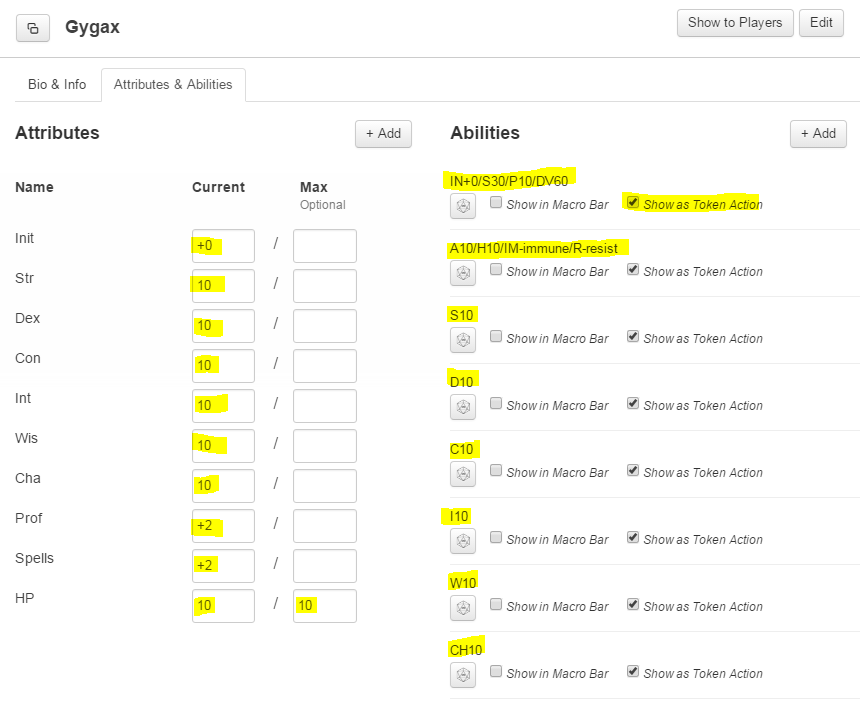 Gygax
Show to Players
Edit
Bio & Info
Attributes & Abilities
Attributes
+ Add
Name Current Max
Optional
Init +0 /
Str 10 /
Dex 10 /
Con 10 /
Int 10 /
Wis 10 /
Cha 10 /
Prof +2 /
Spells +2 /
HP 10 / 10
Abilities
+ Add
IN+0/S30/P10/DV60
Show in Macro Bar Show as Token Action
A10/H10/IM-immune/R-resist
Show in Macro Bar Show as Token Action
S10
Show in Macro Bar Show as Token Action
D10
Show in Macro Bar Show as Token Action
C10
Show in Macro Bar Show as Token Action
I10
Show in Macro Bar Show as Token Action
W10
Show in Macro Bar Show as Token Action
CH10
Show in Macro Bar Show as Token Action